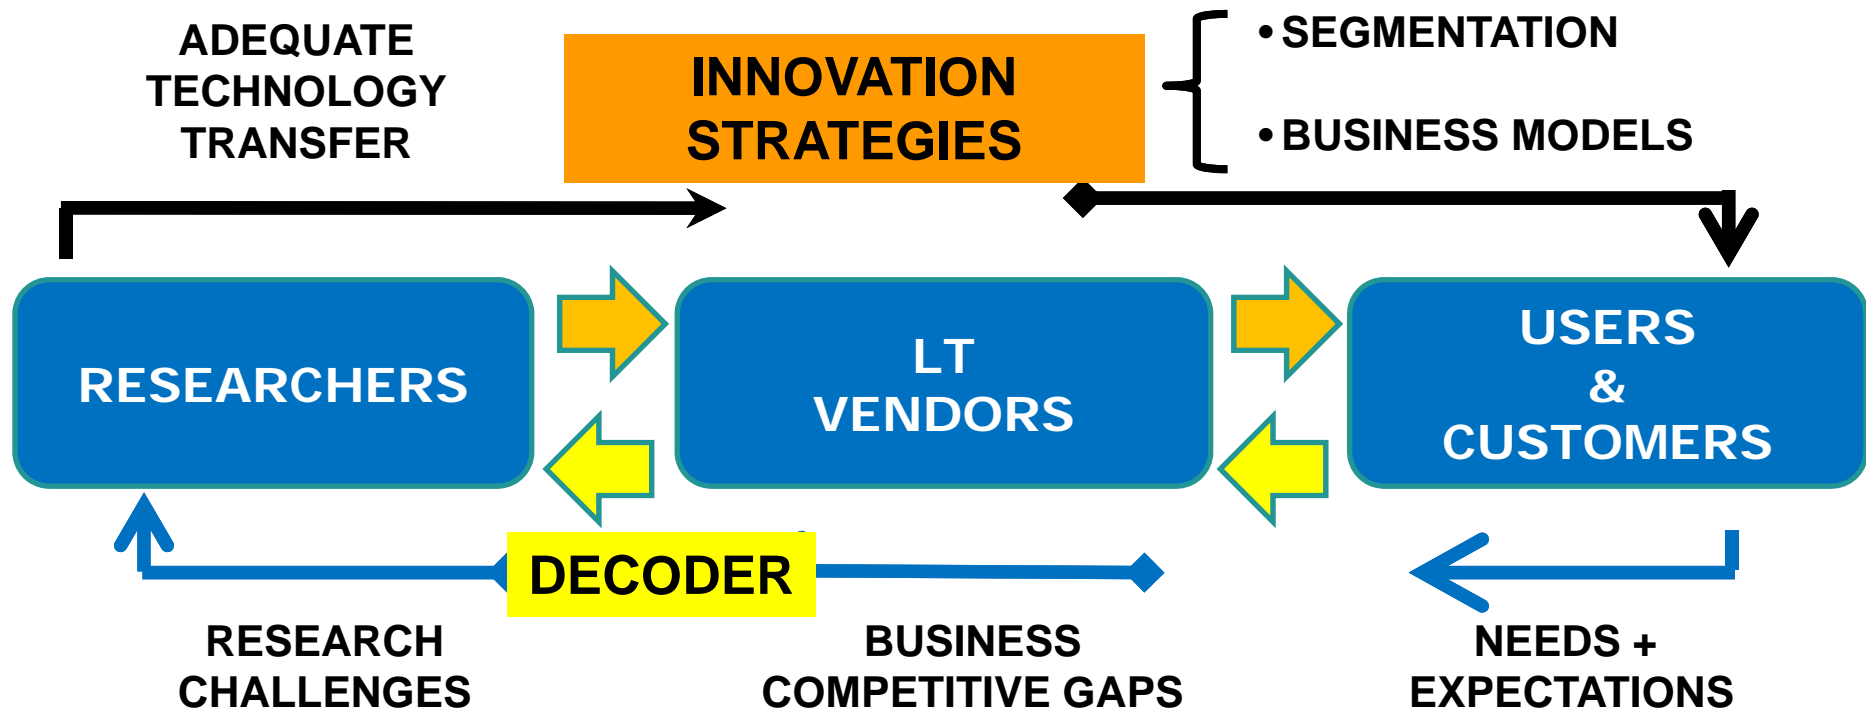 ADEQUATE
TECHNOLOGY
TRANSFER
INNOVATION
STRATEGIES
• SEGMENTATION
• BUSINESS MODELS
RESEARCHERS
LT
VENDORS
USERS
&
CUSTOMERS
DECODER
RESEARCH
CHALLENGES
BUSINESS
COMPETITIVE GAPS
NEEDS +
EXPECTATIONS